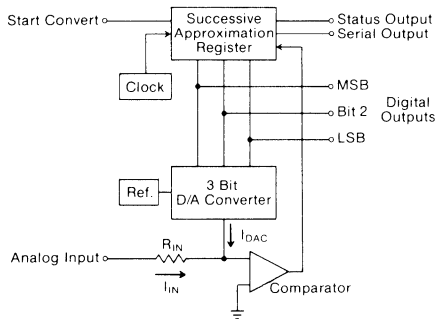 Start Convert
Successive
Approximation
Register
Status Output
Serial Output
Clock
MSB
Bit 2
LSB
Digital
Outputs
Ref.
3 Bit
D/A Converter
Analog Input
RIN
IIN
IDAC
Comparator